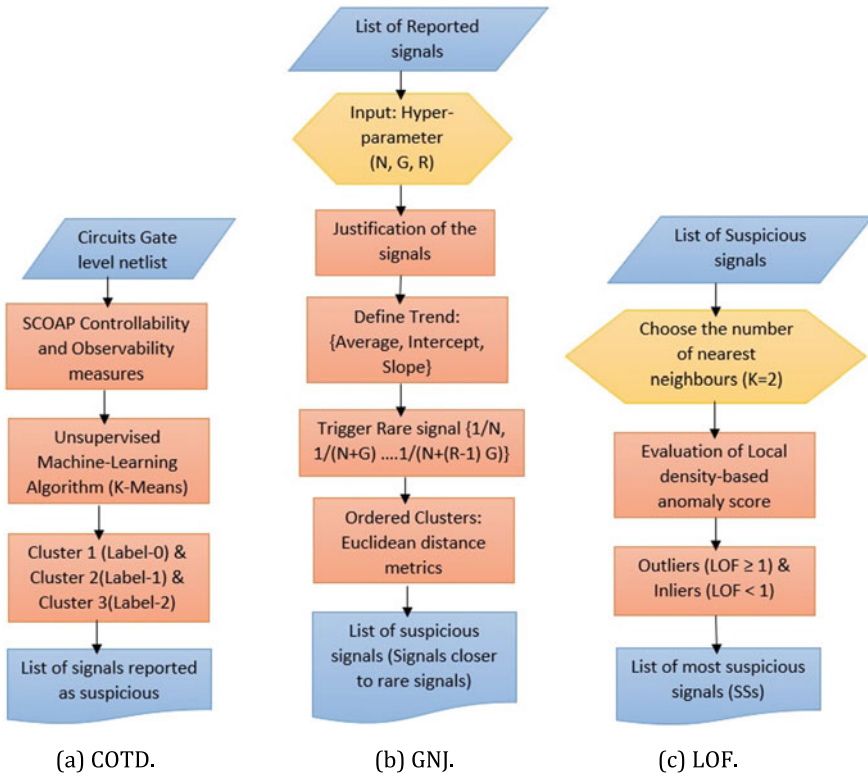 Circuits Gate
level netlist
SCOAP Controllability
and Observability
measures
Unsupervised
Machine-Learning
Algorithm (K-Means)
Cluster 1 (Label-0) &
Cluster 2(Label-1) &
Cluster 3(Label-2)
List of signals reported
as suspicious
(a) COTD.
List of Reported
signals
Input: Hyper-
parameter
(N, G, R)
Justification of the
signals
Define Trend:
{Average, Intercept,
Slope}
Trigger Rare signal {1/N,
1/(N+G) ....1/(N+(R-1) G)}
Ordered Clusters:
Euclidean distance
metrics
List of suspicious
signals (Signals closer
to rare signals)
(b) GNJ.
List of Suspicious
signals
Choose the number
of nearest
neighbours (K=2)
Evaluation of Local
density-based
anomaly score
Outliers (LOF ≥ 1) &
Inliers (LOF < 1)
List of most suspicious
signals (SSs)
(c) LOF.